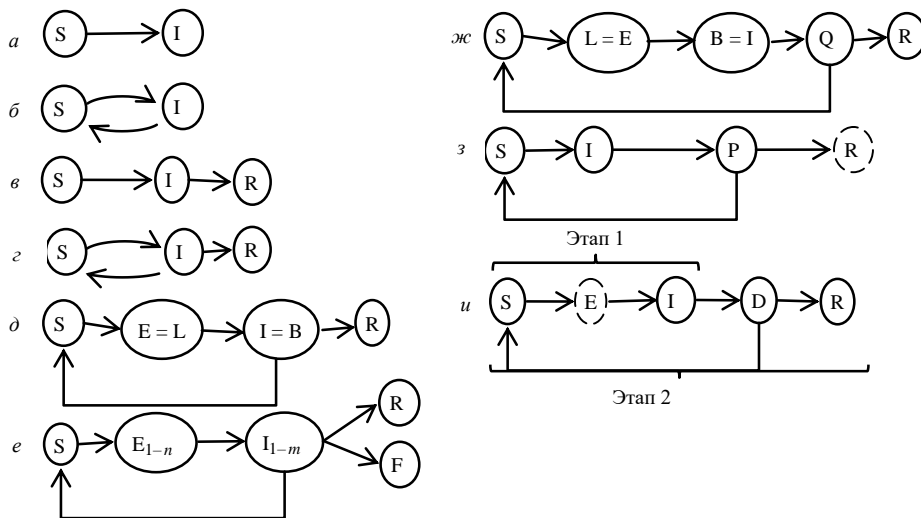 а S I
б S I
в S I R
г S I R
д S E = L I = B R
е S E1–n I1–m R F
ж S L = E B = I Q R
з S I P R
Этап 1
и S E I D R
Этап 2